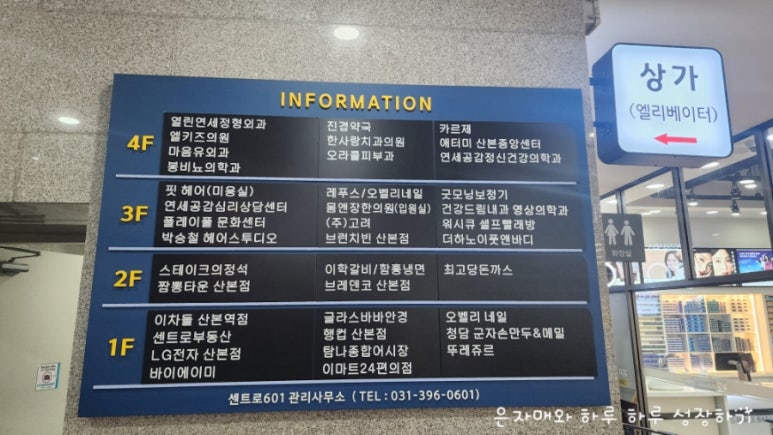 INFORMATION
4F
열린연세정형외과
엘키즈의원
마음유외과
봉비뇨의학과
진경약국
한사랑치과의원
오라클피부과
카르제
에터미 산본중앙센터
연세공감정신건강의학과
3F
핏 헤어(미용실)
연세공감심리상담센터
플레이플 문화센터
박승철 헤어스투디오
레푸스/오벨리네일
몸앤장한의원(입원실)
(주)고려
브런치빈 산본점
굿모닝보청기
건강드림내과 영상의학과
워시큐 셀프빨래방
더하노이풋앤바디
2F
스테이크의정석
짬뽕타운 산본점
이학갈비/함흥냉면
브레덴코 산본점
최고당돈까스
1F
이차돌 산본역점
센트로부동산
LG전자 산본점
바이에이미
글라스바바안경
행컵 산본점
탐나종합어시장
이마트24편의점
오벨리 네일
청담 군자손만두&메밀
뚜레쥬르
센트로601 관리사무소 (TEL : 031-396-0601)
상가
(엘리베이터)
화장실
은자매와 하루 하루 성장하기